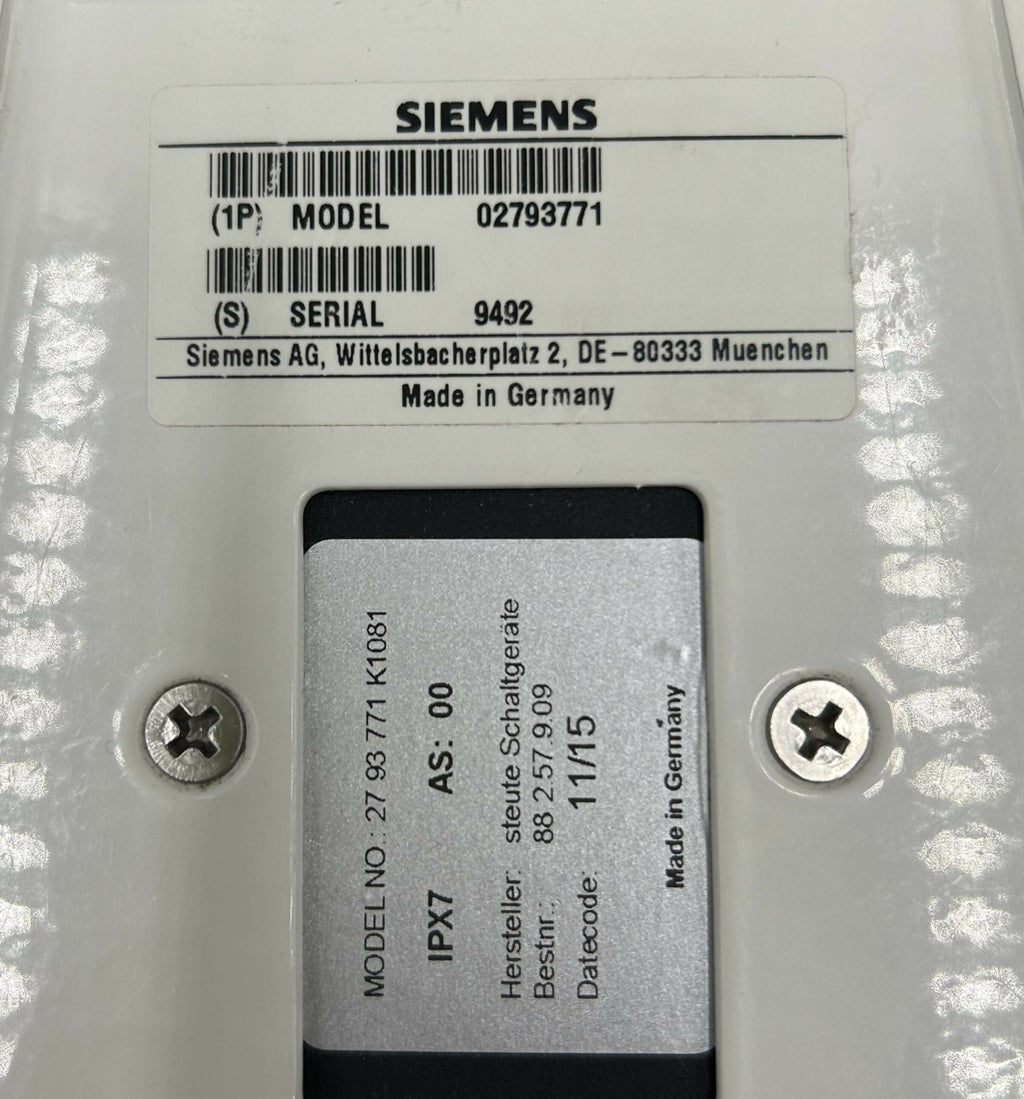 SIEMENS
(1P) MODEL 02793771
(S) SERIAL 9492
Siemens AG, Wittelsbacherplatz 2, DE-80333 Muenchen
Made in Germany
MODEL NO.: 27 93 771 K1081
IPX7 AS: 00
Hersteller: steute Schaltgeräte
Bestnr.: 88 2 57.9.09
Datecode: 11/15
Made in Germany